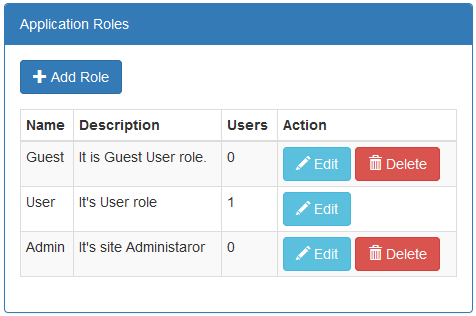 Application Roles
Add Role
Name Description Users Action
Guest It is Guest User role. 0 Edit Delete
User It's User role 1 Edit
Admin It's site Administaror 0 Edit Delete